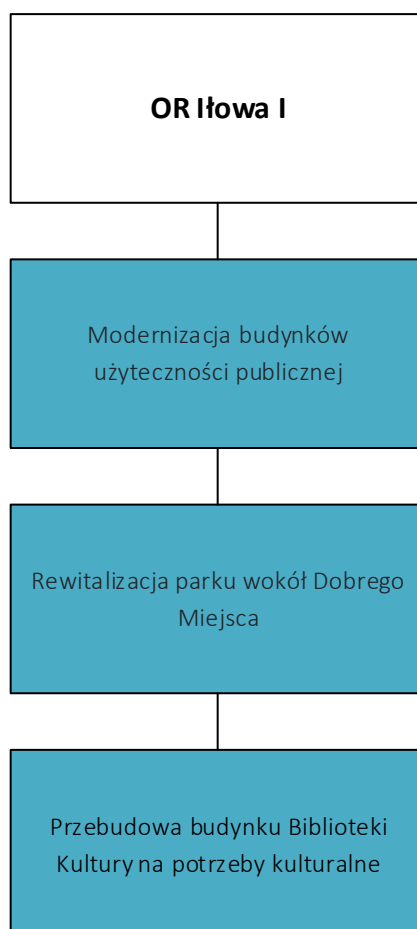 OR Iłowa I
Modernizacja budynków
użyteczności publicznej
Rewitalizacja parku wokół Dobrego
Miejsca
Przebudowa budynku Biblioteki
Kultury na potrzeby kulturalne